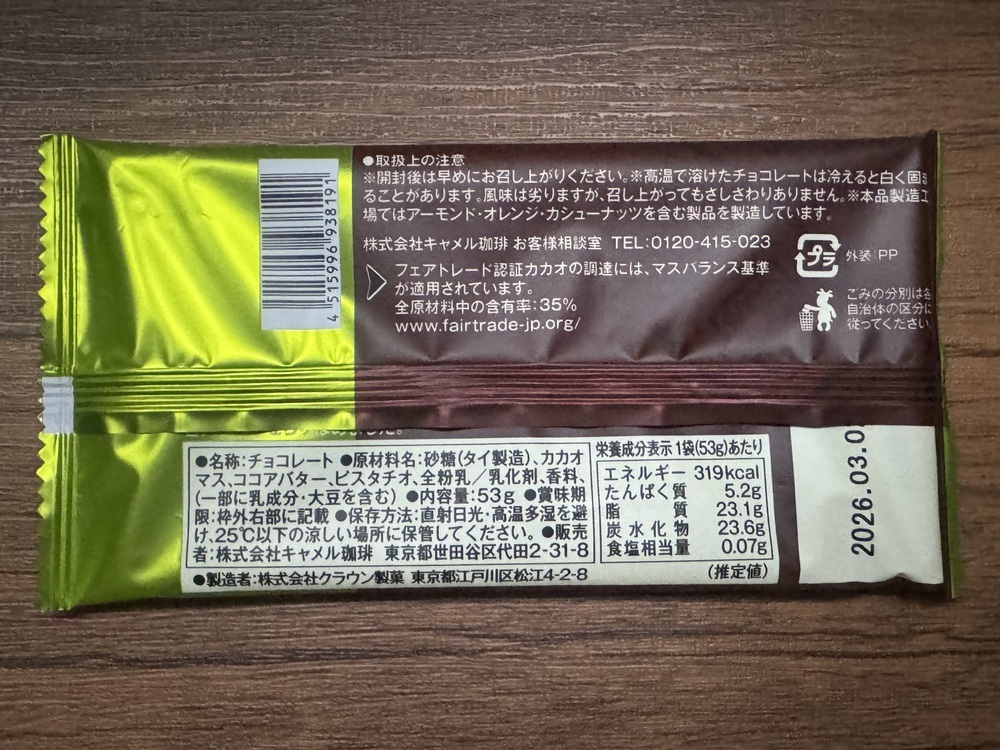 ●取扱上の注意
※開封後は早めにお召し上がりください。※高温で溶けたチョコレートは冷えると白く固ま
ることがあります。風味は劣りますが、召し上がってもさしさわりありません。※本品製造工
場ではアーモンド・オレンジ・カシューナッツを含む製品を製造しています。
株式会社キャメル珈琲 お客様相談室 TEL:0120-415-023
フェアトレード認証カカオの調達には、マスバランス基準
が適用されています。
全原材料中の含有率:35%
www.fairtrade-jp.org/
プラ
外装:PP
ごみの分別は各
自治体の区分に
従ってください
4 515996 938191
●名称:チョコレート ●原材料名:砂糖(タイ製造)、カカオ
マス、ココアバター、ピスタチオ、全粉乳/乳化剤、香料、
(一部に乳成分・大豆を含む) ●内容量:53g ●賞味期
限:枠外右部に記載 ●保存方法:直射日光・高温多湿を避
け、25℃以下の涼しい場所に保管してください。●販売
者:株式会社キャメル珈琲 東京都世田谷区代田2-31-8
●製造者:株式会社クラウン製菓 東京都江戸川区松江4-2-8
栄養成分表示 1袋(53g)あたり
エネルギー 319kcal
たんぱく質 5.2g
脂質 23.1g
炭水化物 23.6g
食塩相当量 0.07g
(推定値)
2026.03.0